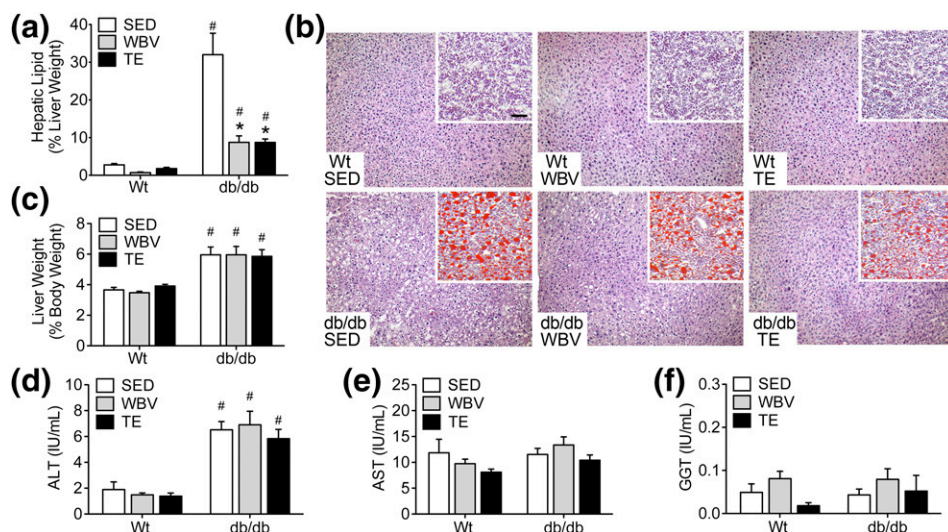 (a)
SED
WBV
TE
Hepatic Lipid
(% Liver Weight)
40
30
20
10
0
#
#
*
#
*
Wt
db/db
(b)
Wt
SED
Wt
WBV
Wt
TE
db/db
SED
db/db
WBV
db/db
TE
(c)
SED
WBV
TE
Liver Weight
(% Body Weight)
8
6
4
2
0
# # #
Wt
db/db
(d)
SED
WBV
TE
ALT (IU/mL)
10
8
6
4
2
0
# # #
Wt
db/db
(e)
SED
WBV
TE
AST (IU/mL)
25
20
15
10
5
0
Wt
db/db
(f)
SED
WBV
TE
GGT (IU/mL)
0.3
0.2
0.1
0.0
Wt
db/db